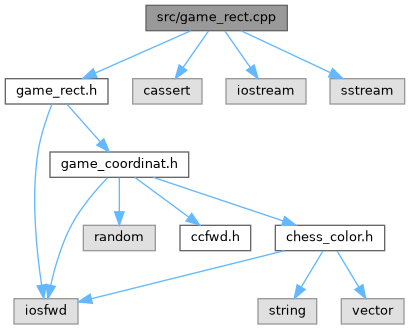 src/game_rect.cpp
game_rect.h
cassert
iostream
sstream
game_coordinat.h
random
ccfwd.h
chess_color.h
iosfwd
string
vector